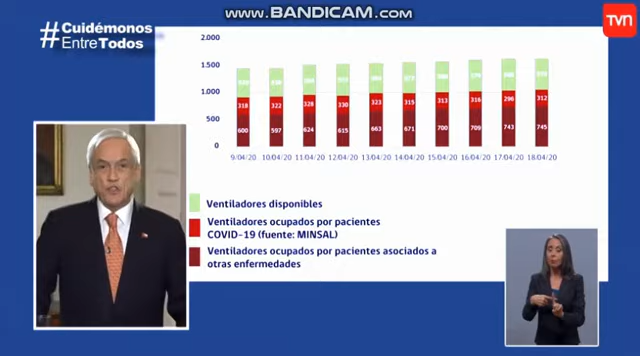 WWW.BANDICAM.COM
TVN
#Cuidémonos
EntreTodos
2.000
1.500
1.000
500
0
318 322 328 330 323 315 313 316 296 312
600 597 624 615 663 671 700 709 743 745
9/04/20 10/04/20 11/04/20 12/04/20 13/04/20 14/04/20 15/04/20 16/04/20 17/04/20 18/04/20
Ventiladores disponibles
Ventiladores ocupados por pacientes
COVID-19 (fuente: MINSAL)
Ventiladores ocupados por pacientes asociados a
otras enfermedades